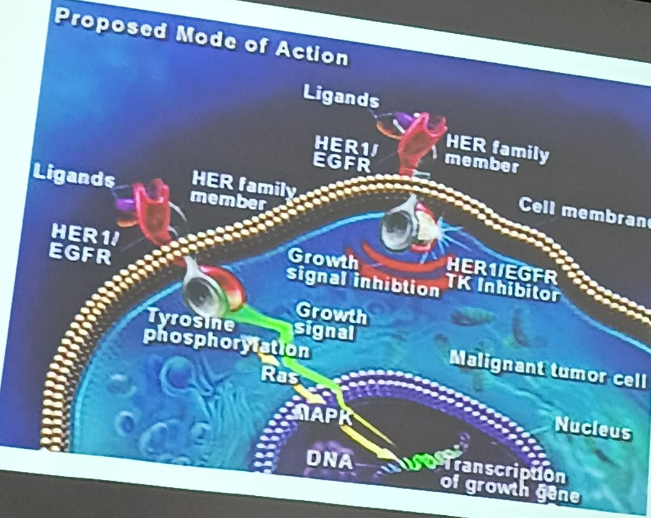 Proposed Mode of Action
Ligands
HER1/
EGFR
HER family
member
Ligands
HER family
member
HER1/
EGFR
Cell membrane
Growth
signal inhibtion
HER1/EGFR
TK Inhibitor
Tyrosine
phosphorylation
Growth
signal
Ras
Malignant tumor cell
MAPK
Nucleus
DNA
Transcription
of growth gene